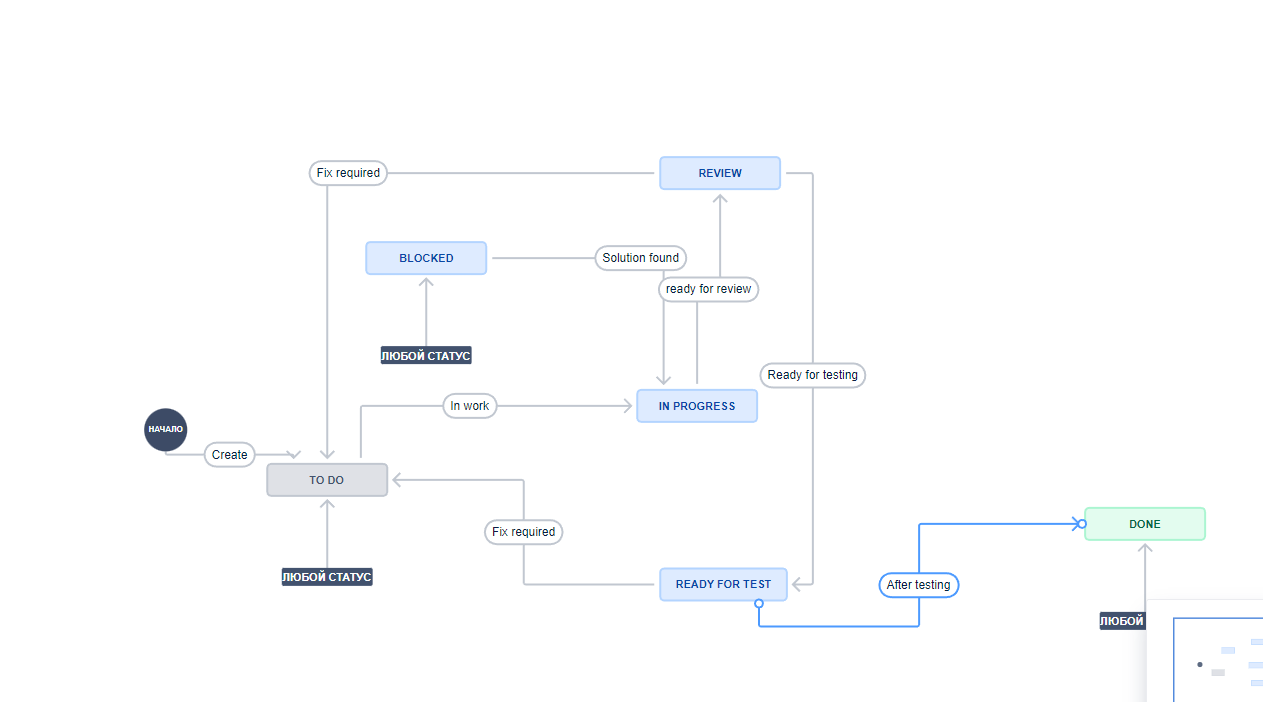 Fix required
REVIEW
BLOCKED
Solution found
ready for review
ЛЮБОЙ СТАТУС
Ready for testing
In work
IN PROGRESS
НАЧАЛО
Create
TO DO
Fix required
ЛЮБОЙ СТАТУС
READY FOR TEST
DONE
After testing
ЛЮБОЙ